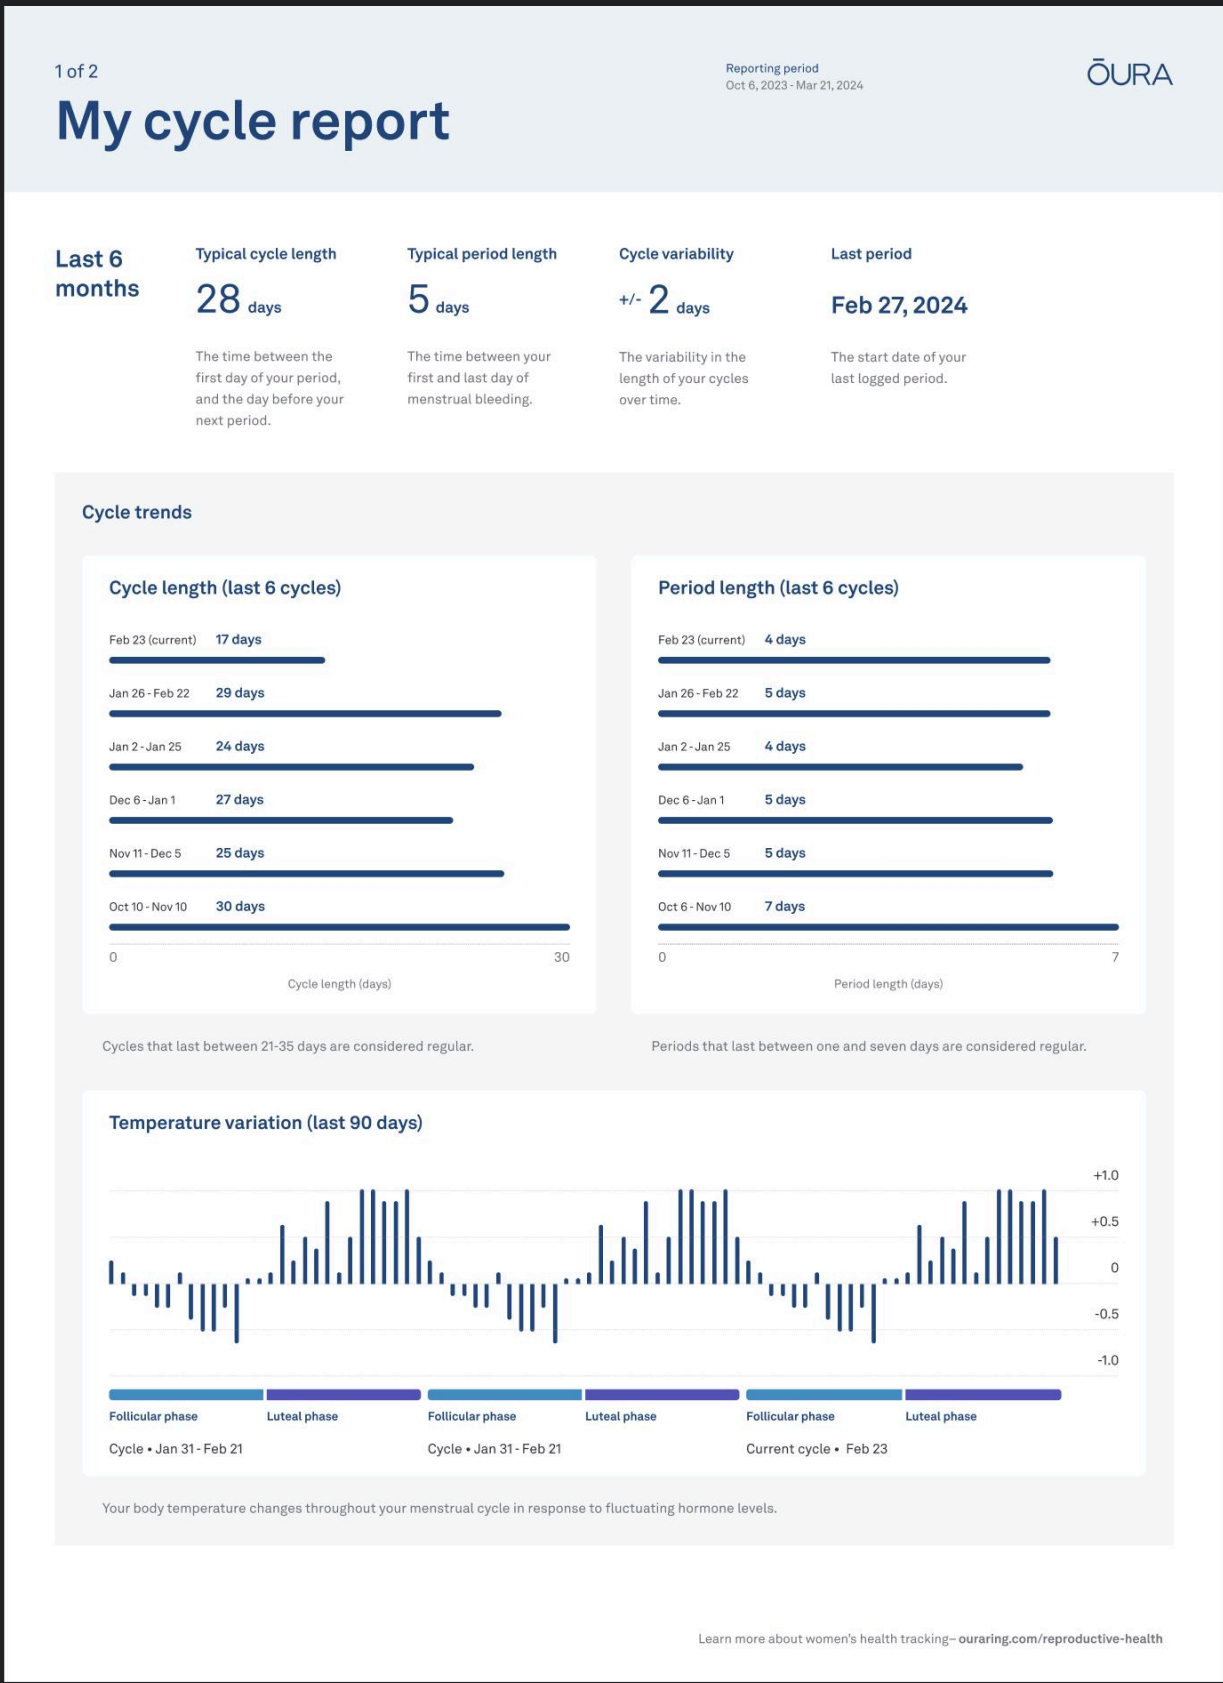 1 of 2
My cycle report
Reporting period
Oct 6, 2023 - Mar 21, 2024
ŌURA
Last 6
months
Typical cycle length
28 days
The time between the
first day of your period,
and the day before your
next period.
Typical period length
5 days
The time between your
first and last day of
menstrual bleeding.
Cycle variability
+/- 2 days
The variability in the
length of your cycles
over time.
Last period
Feb 27, 2024
The start date of your
last logged period.
Cycle trends
Cycle length (last 6 cycles)
Feb 23 (current) 17 days
Jan 26 - Feb 22 29 days
Jan 2 - Jan 25 24 days
Dec 6 - Jan 1 27 days
Nov 11 - Dec 5 25 days
Oct 10 - Nov 10 30 days
0 30
Cycle length (days)
Cycles that last between 21-35 days are considered regular.
Period length (last 6 cycles)
Feb 23 (current) 4 days
Jan 26 - Feb 22 5 days
Jan 2 - Jan 25 4 days
Dec 6 - Jan 1 5 days
Nov 11 - Dec 5 5 days
Oct 6 - Nov 10 7 days
0 7
Period length (days)
Periods that last between one and seven days are considered regular.
Temperature variation (last 90 days)
+1.0
+0.5
0
-0.5
-1.0
Follicular phase Luteal phase Follicular phase Luteal phase Follicular phase Luteal phase
Cycle • Jan 31 - Feb 21 Cycle • Jan 31 - Feb 21 Current cycle • Feb 23
Your body temperature changes throughout your menstrual cycle in response to fluctuating hormone levels.
Learn more about women's health tracking– ouraring.com/reproductive-health